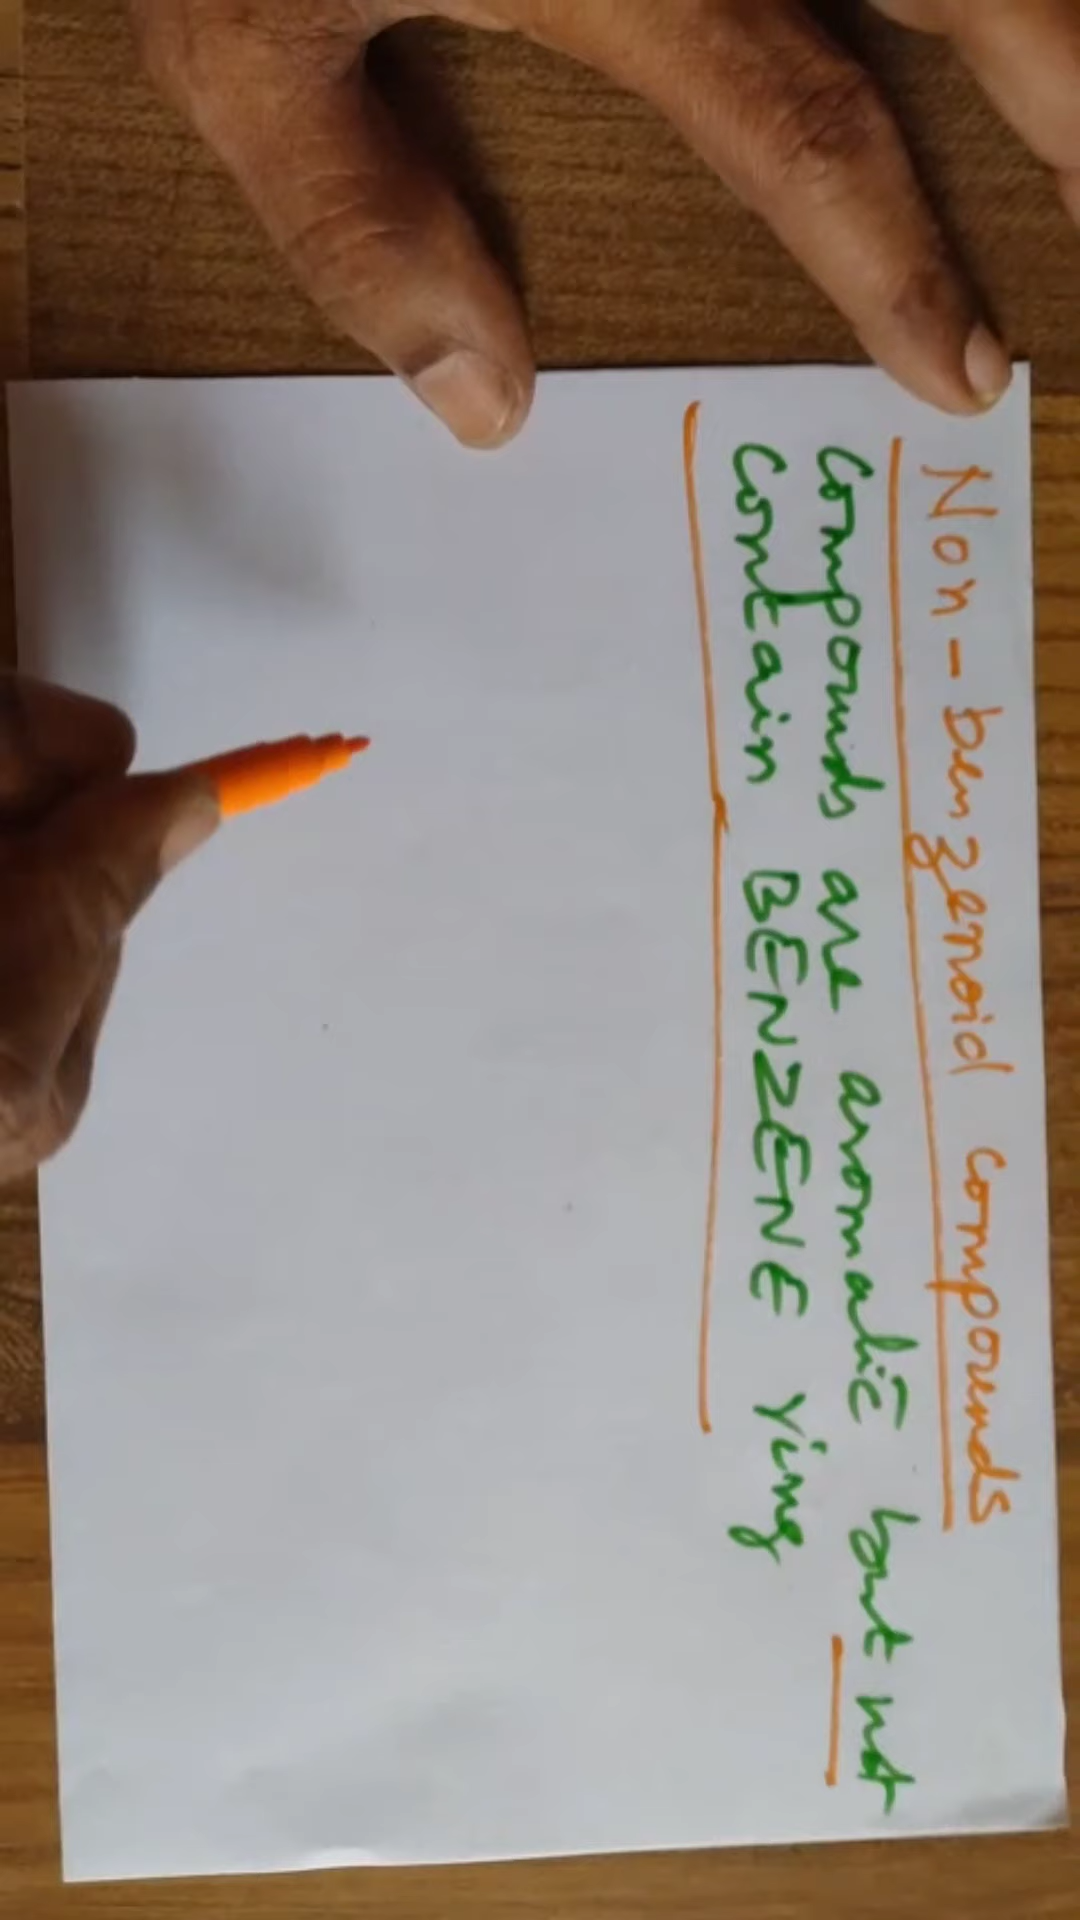 Non-benzenoid compounds
Compounds are aromatic but not
Contain BENZENE ring